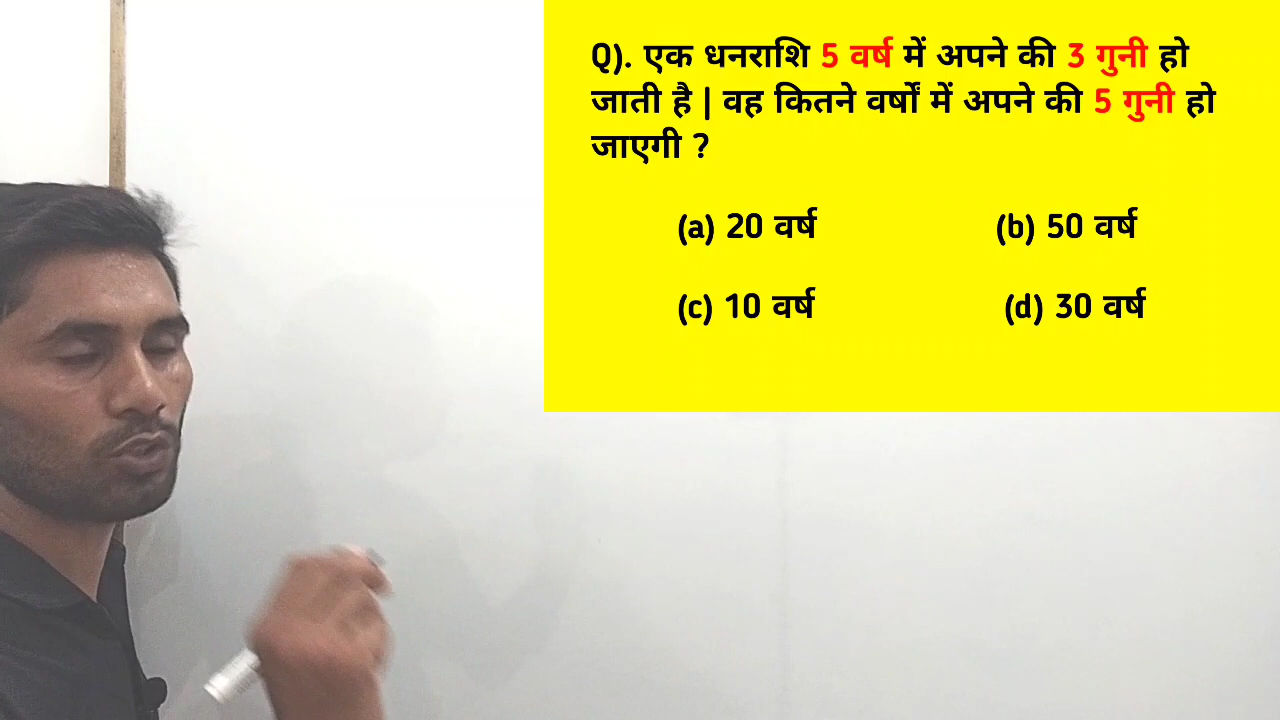 Q). एक धनराशि 5 वर्ष में अपने की 3 गुनी हो
जाती है | वह कितने वर्षों में अपने की 5 गुनी हो
जाएगी ?
(a) 20 वर्ष (b) 50 वर्ष
(c) 10 वर्ष (d) 30 वर्ष